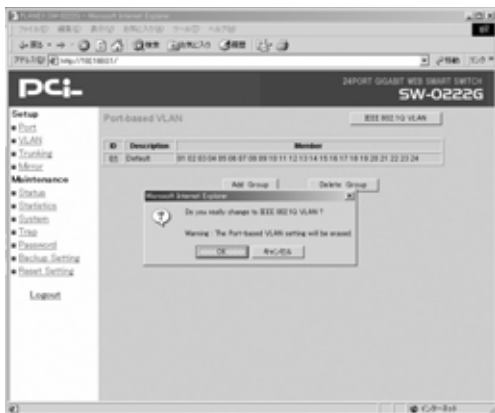 PCi-
24PORT GIGABIT WEB SMART SWITCH
SW-0222G
Setup
Port
VLAN
Trunking
Mirror
Maintenance
Status
Statistics
System
Trap
Password
Backup Setting
Reset Setting
Logout
Port-based VLAN
IEEE 802.1Q VLAN
ID Description Member
01 Default 01 02 03 04 05 06 07 08 09 10 11 12 13 14 15 16 17 18 19 20 21 22 23 24
Add Group
Delete Group
Microsoft Internet Explorer
Do you really change to IEEE 802.1Q VLAN ?
Warning : The Port-based VLAN setting will be erased.
OK
キャンセル